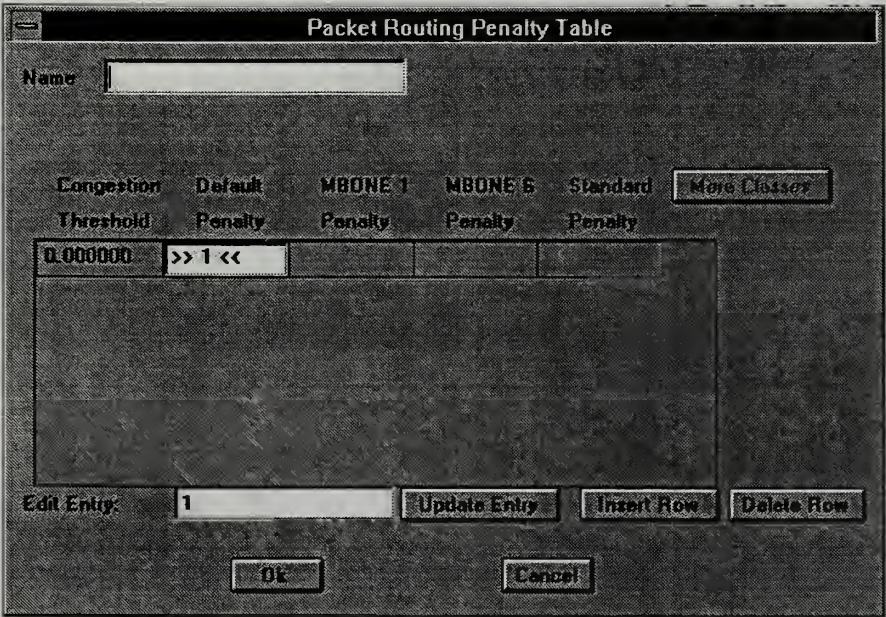 Packet Routing Penalty Table
Name
Congestion Default MBONE 1 MBONE 6 Standard More Classes
Threshold Penalty Penalty Penalty Penalty
0.000000 >> 1 <<
Edit Entry: 1 Update Entry Insert Row Delete Row
Ok Cancel